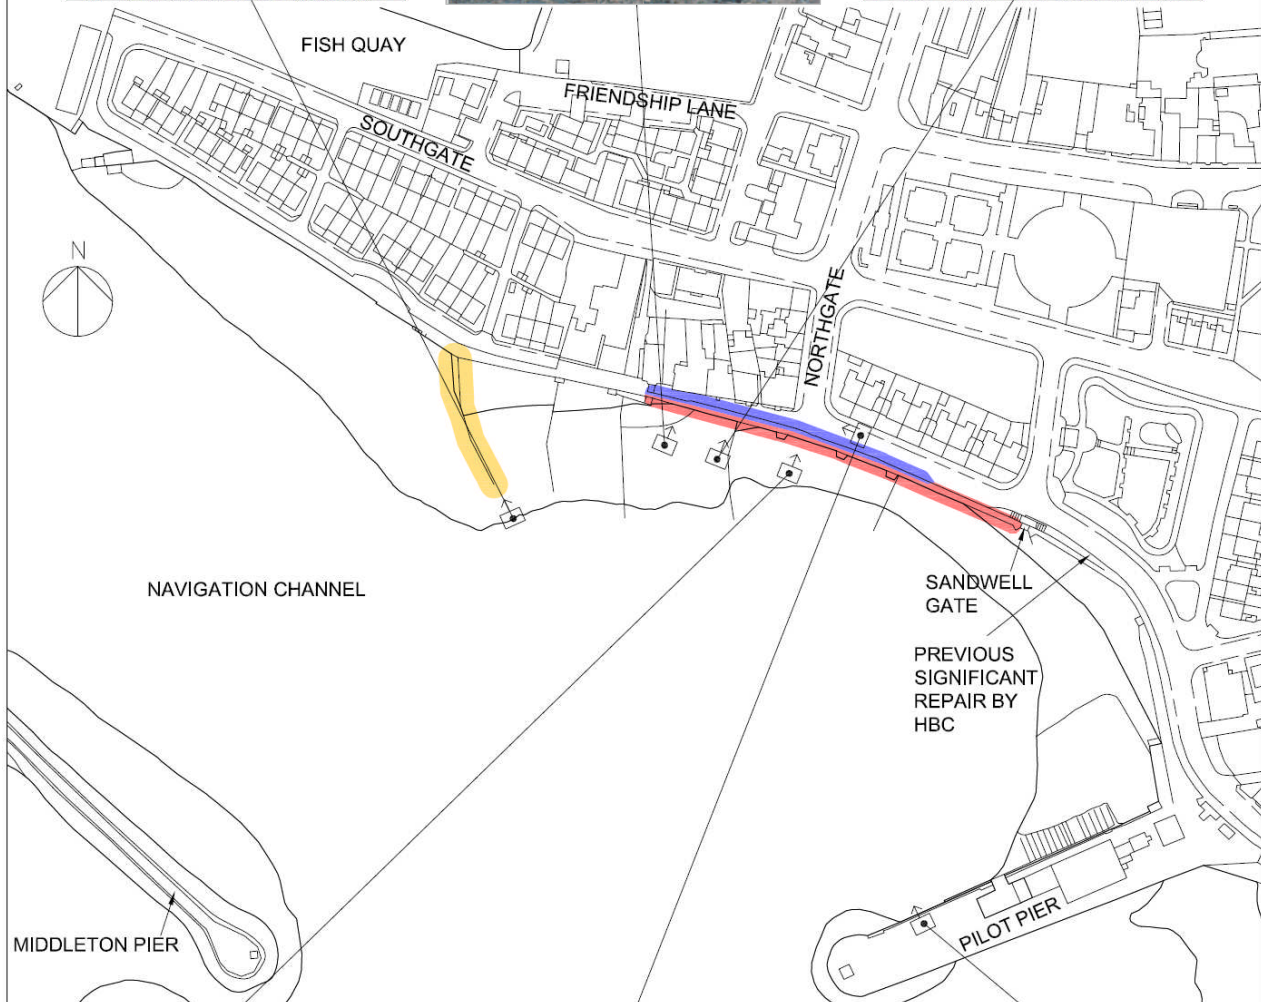 FISH QUAY
FRIENDSHIP LANE
SOUTHGATE
N
NORTHGATE
NAVIGATION CHANNEL
SANDWELL
GATE
PREVIOUS
SIGNIFICANT
REPAIR BY
HBC
MIDDLETON PIER
PILOT PIER